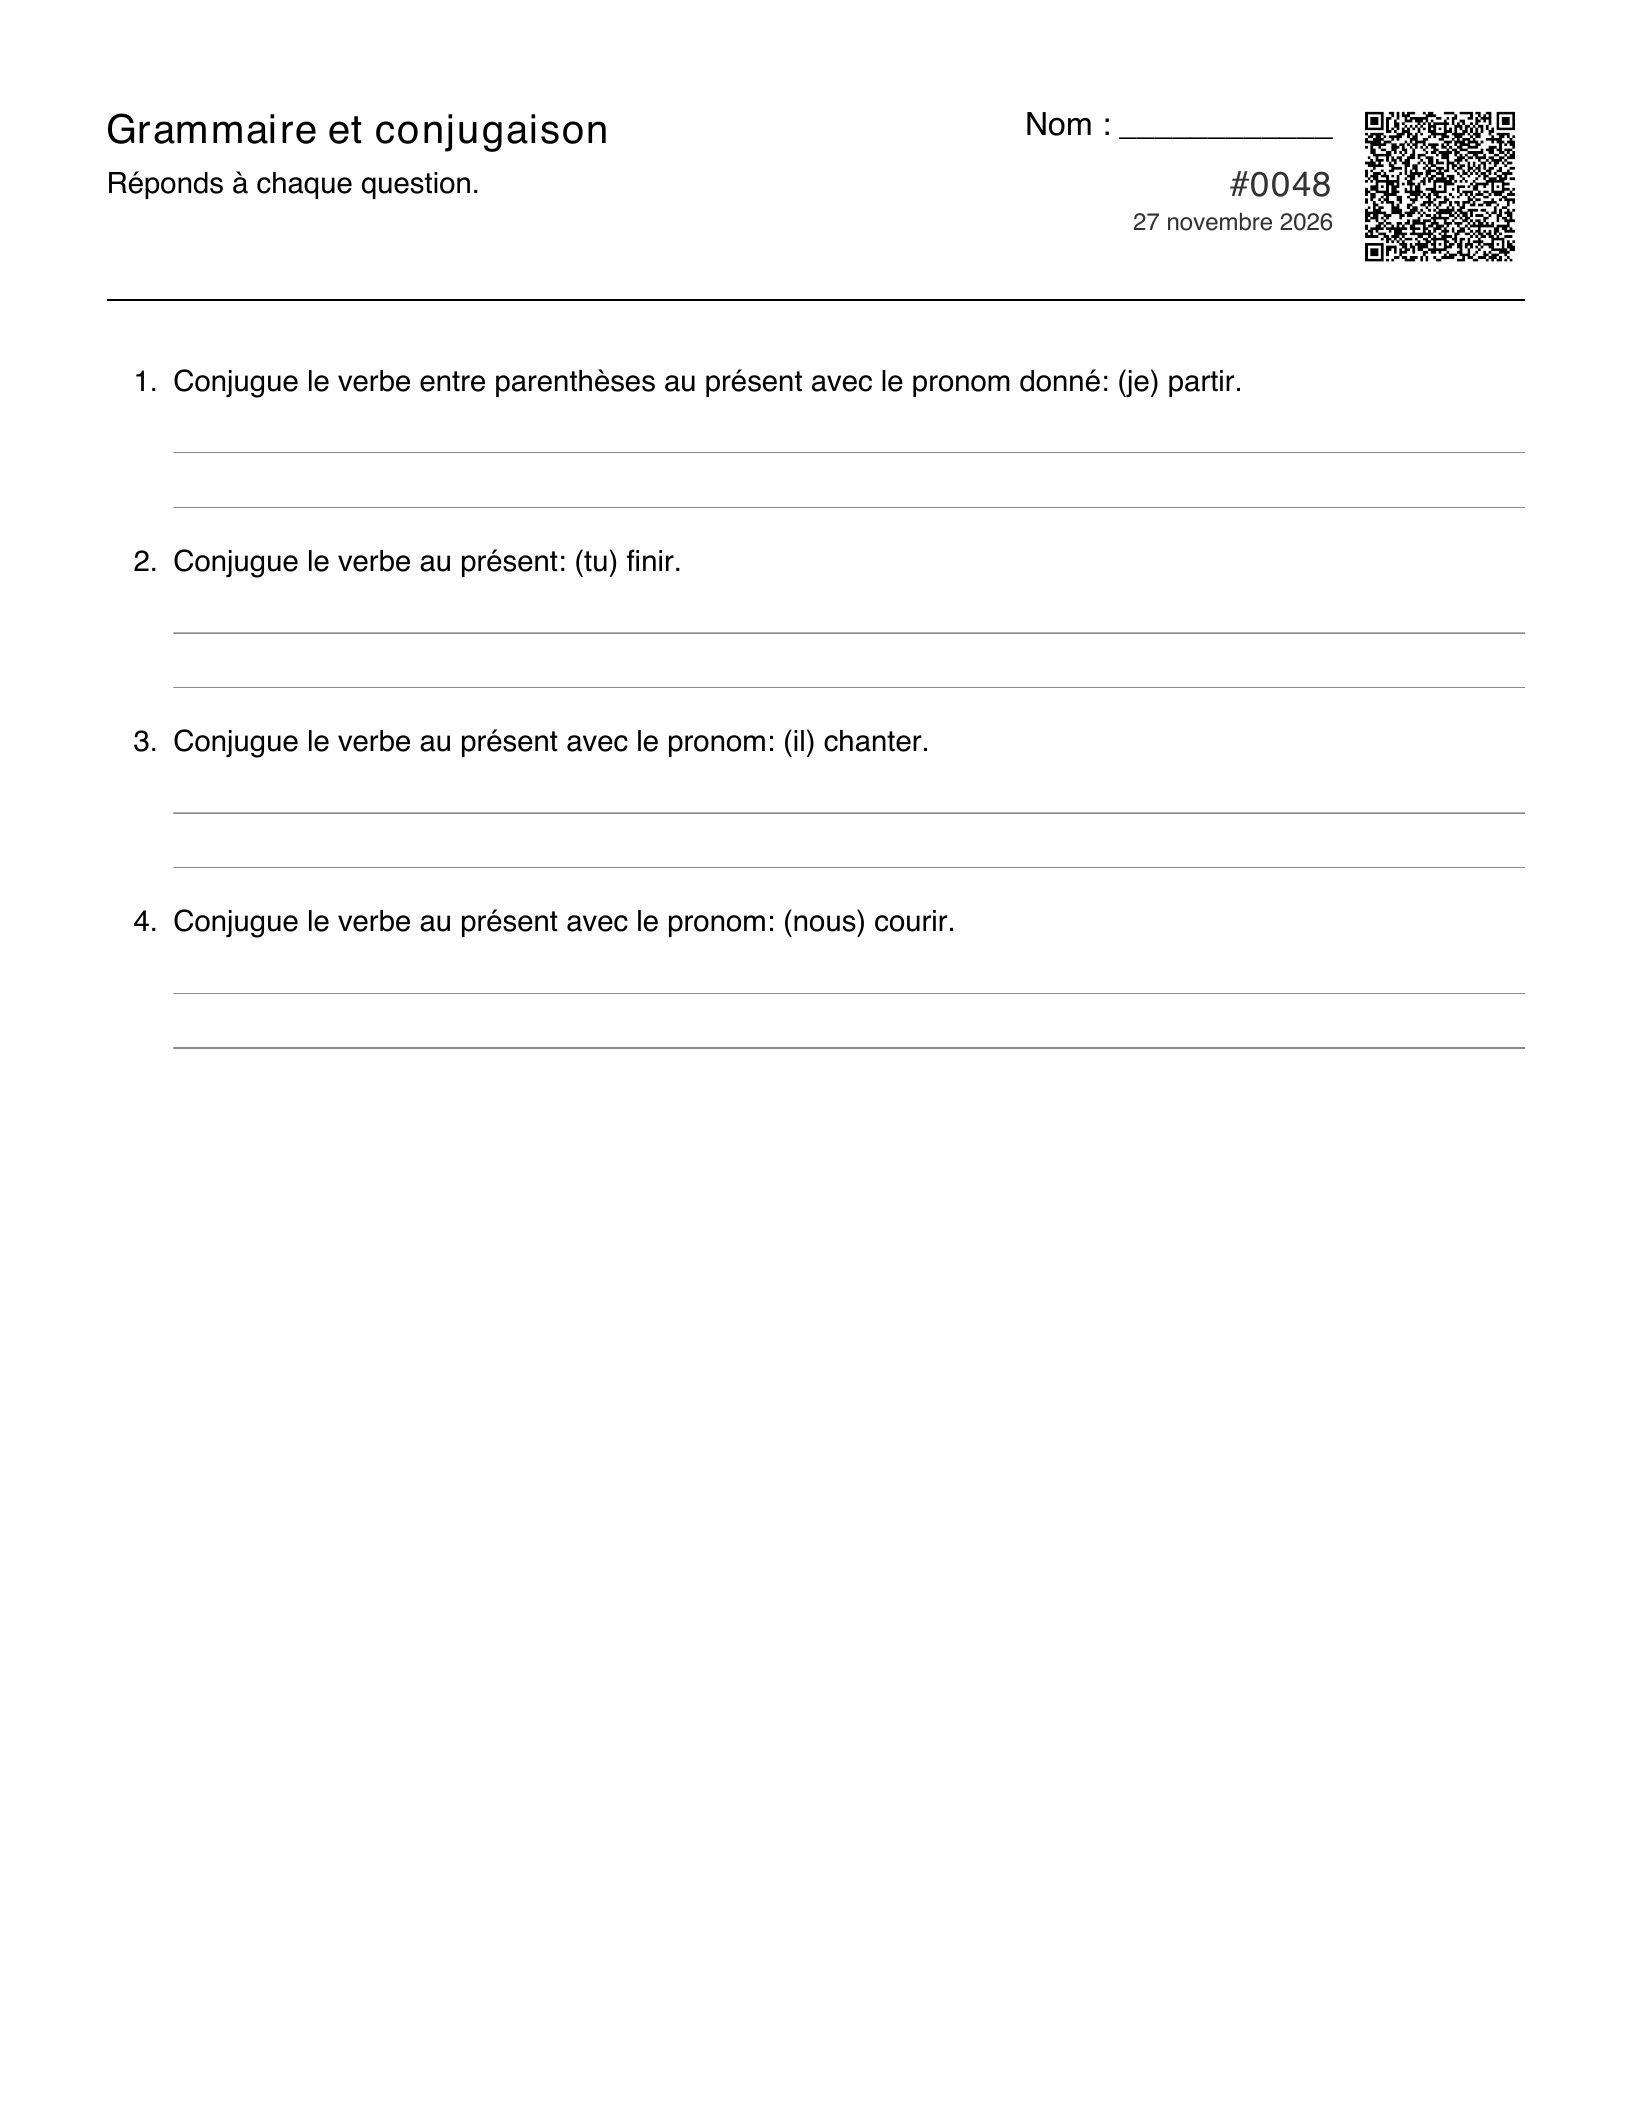 Grammaire et conjugaison
Réponds à chaque question.
Nom : ____________
#0048
27 novembre 2026
1. Conjugue le verbe entre parenthèses au présent avec le pronom donné: (je) partir.
2. Conjugue le verbe au présent: (tu) finir.
3. Conjugue le verbe au présent avec le pronom: (il) chanter.
4. Conjugue le verbe au présent avec le pronom: (nous) courir.